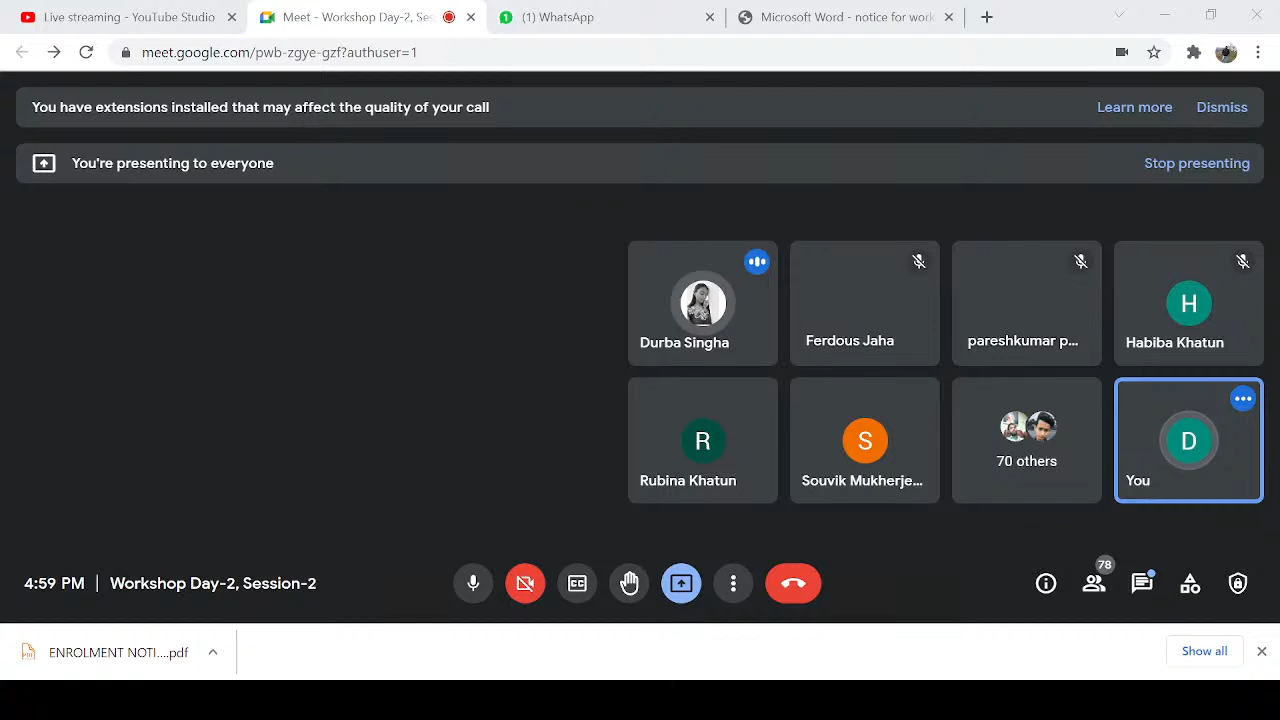 Live streaming - YouTube Studio
Meet - Workshop Day-2, Ses
(1) WhatsApp
Microsoft Word - notice for work
meet.google.com/pwb-zgye-gzf?authuser=1
You have extensions installed that may affect the quality of your call
Learn more
Dismiss
You're presenting to everyone
Stop presenting
Durba Singha
Ferdous Jaha
pareshkumar p...
H
Habiba Khatun
R
Rubina Khatun
S
Souvik Mukherje...
70 others
D
You
4:59 PM | Workshop Day-2, Session-2
CC
78
ENROLMENT NOTI....pdf
Show all